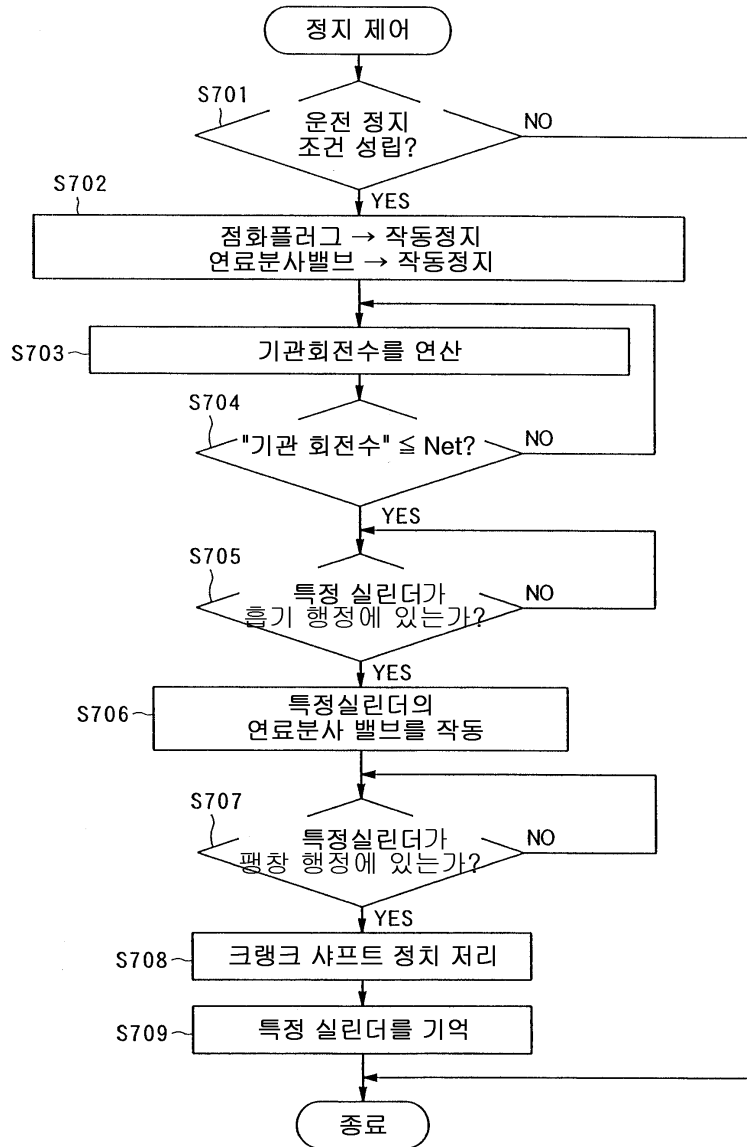 정지 제어
S701
운전 정지
조건 성립?
NO
YES
S702
점화플러그 → 작동정지
연료분사밸브 → 작동정지
S703
기관회전수를 연산
S704
"기관 회전수" ≦ Net?
NO
YES
S705
특정 실린더가
흡기 행정에 있는가?
NO
YES
S706
특정실린더의
연료분사 밸브를 작동
S707
특정실린더가
팽창 행정에 있는가?
NO
YES
S708
크랭크 샤프트 정치 저리
S709
특정 실린더를 기억
종료